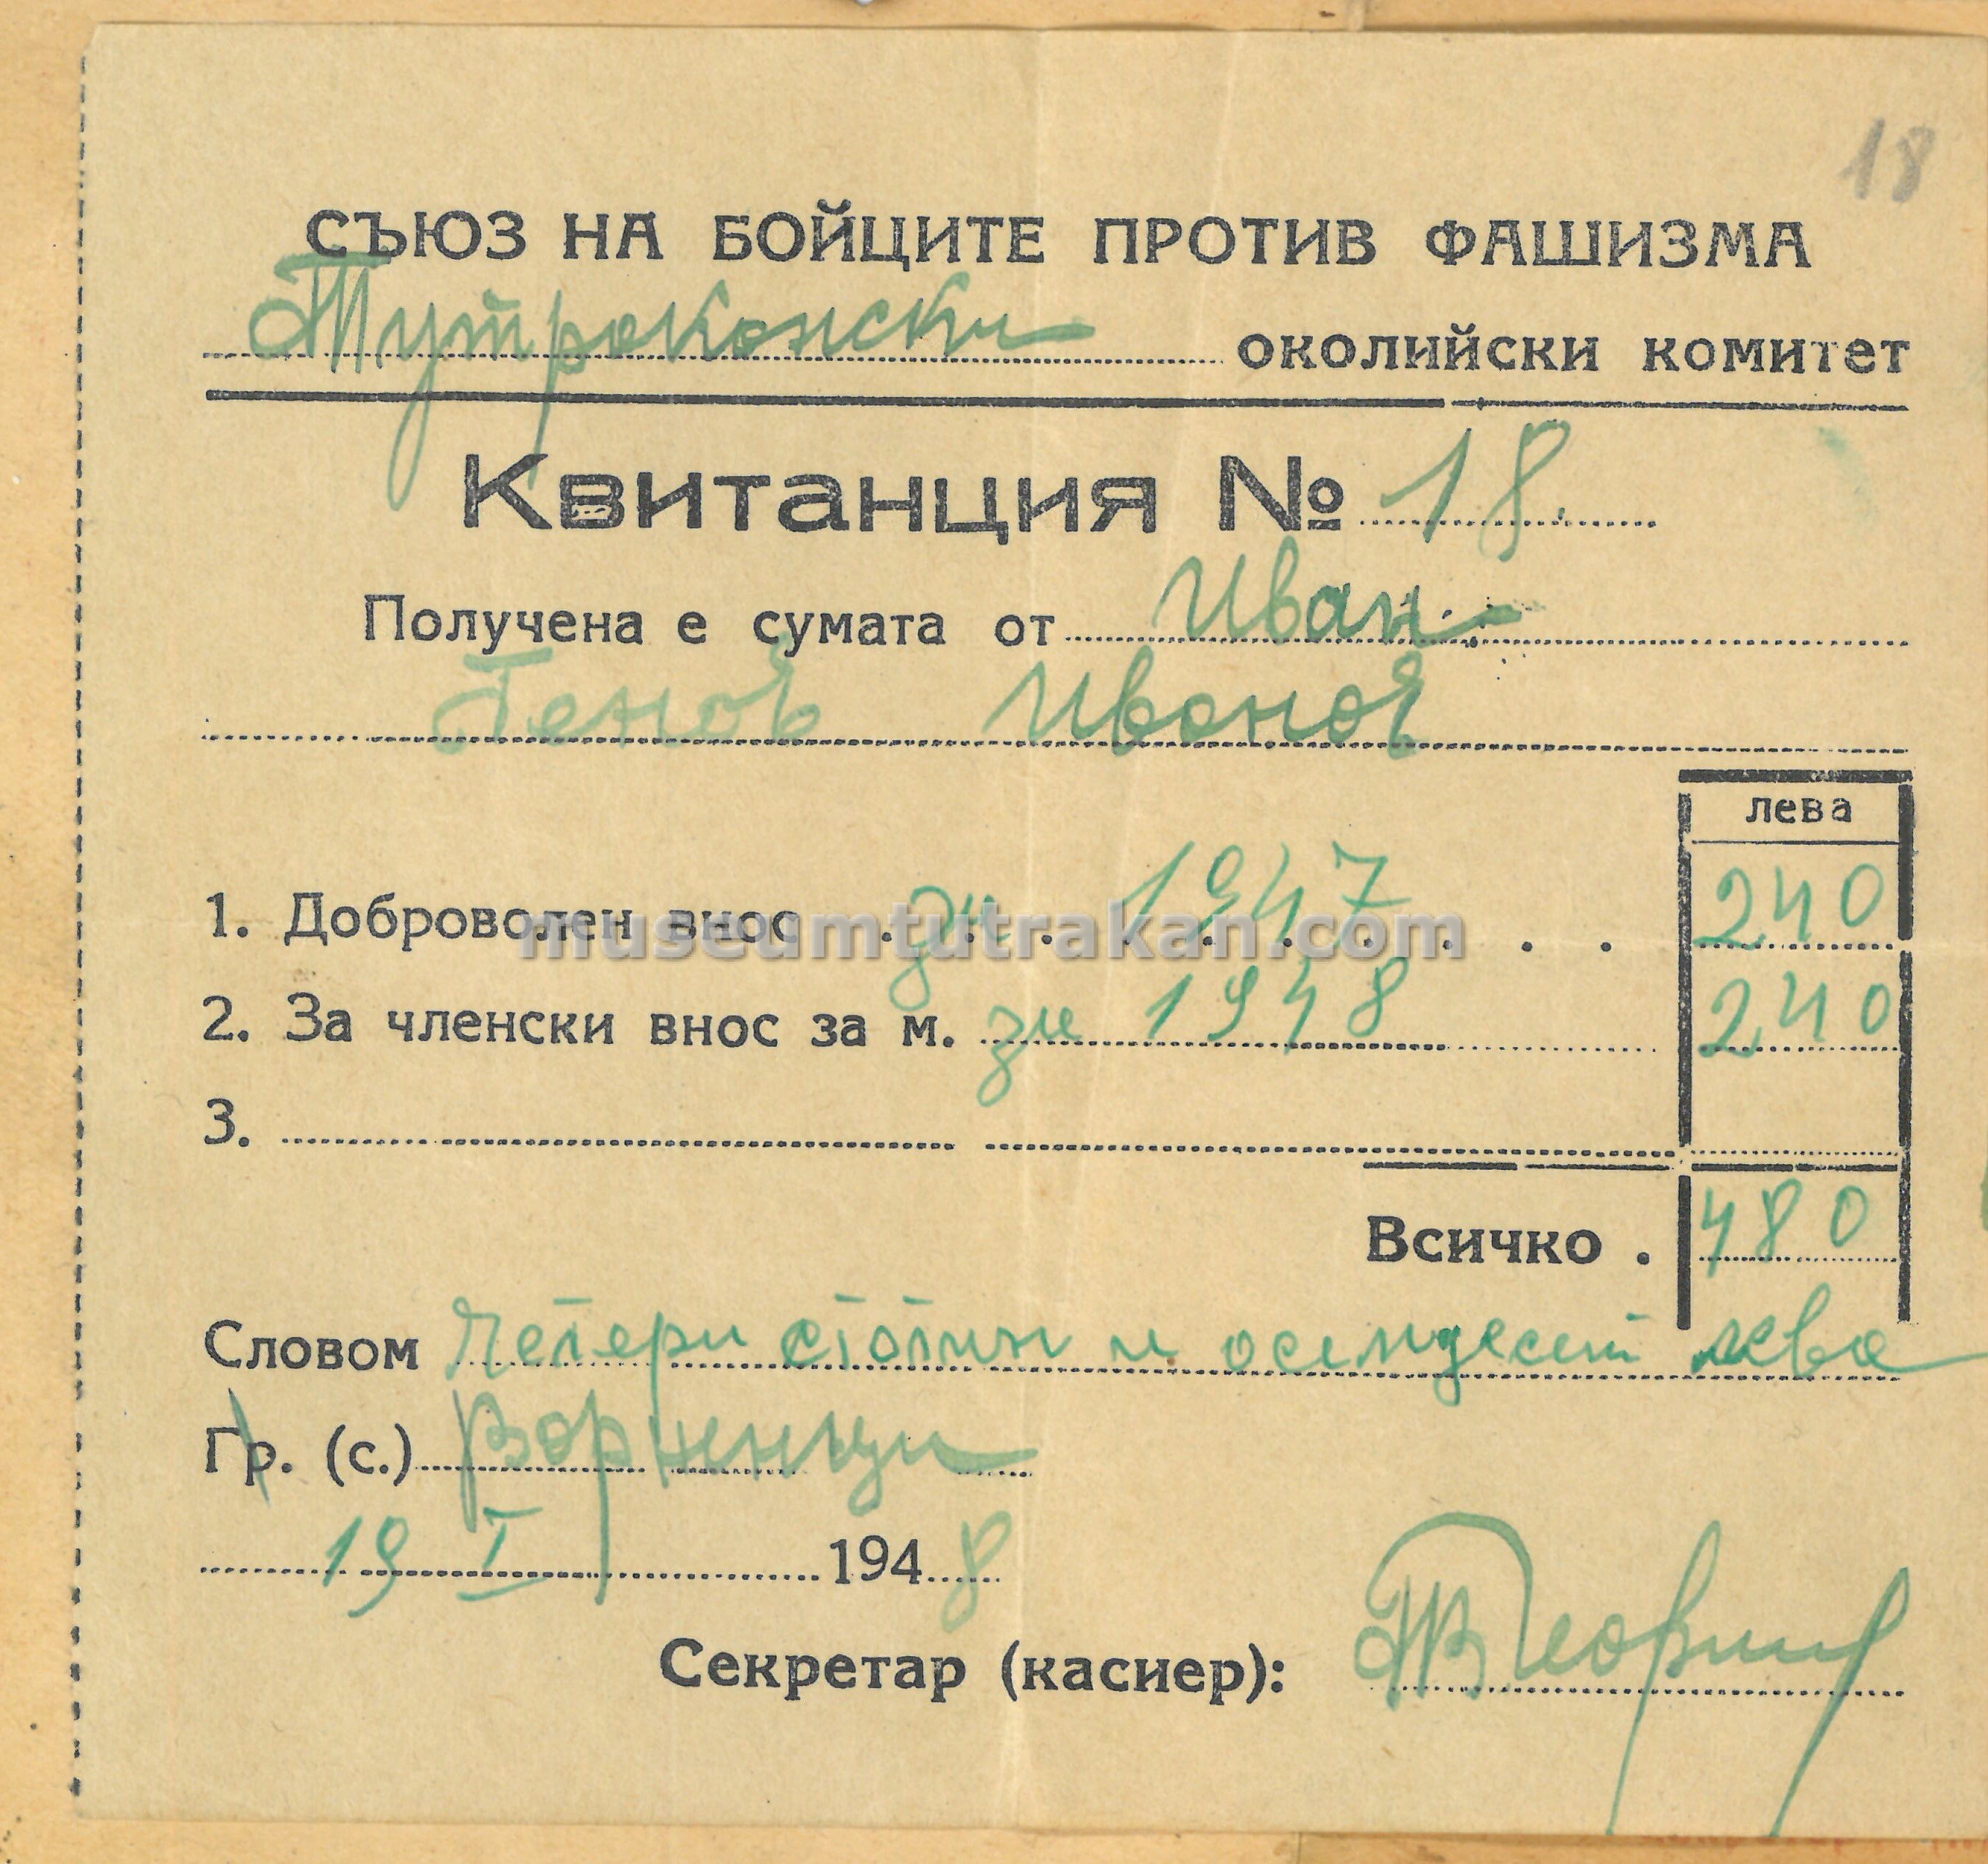 18
СЪЮЗ НА БОЙЦИТЕ ПРОТИВ ФАШИЗМА
Тутракански околийски комитет
Квитанция № 18.
Получена е сумата от Иван
Генов Иванов
лева
1. Доброволен внос за 1947 240
museumtutrakan.com
2. За членски внос за м. за 1948 240
3.
Всичко . 480
Словом Четери стотин и осемдесет лева
Гр. (с.) Варненци
19 I 1948
Секретар (касиер):